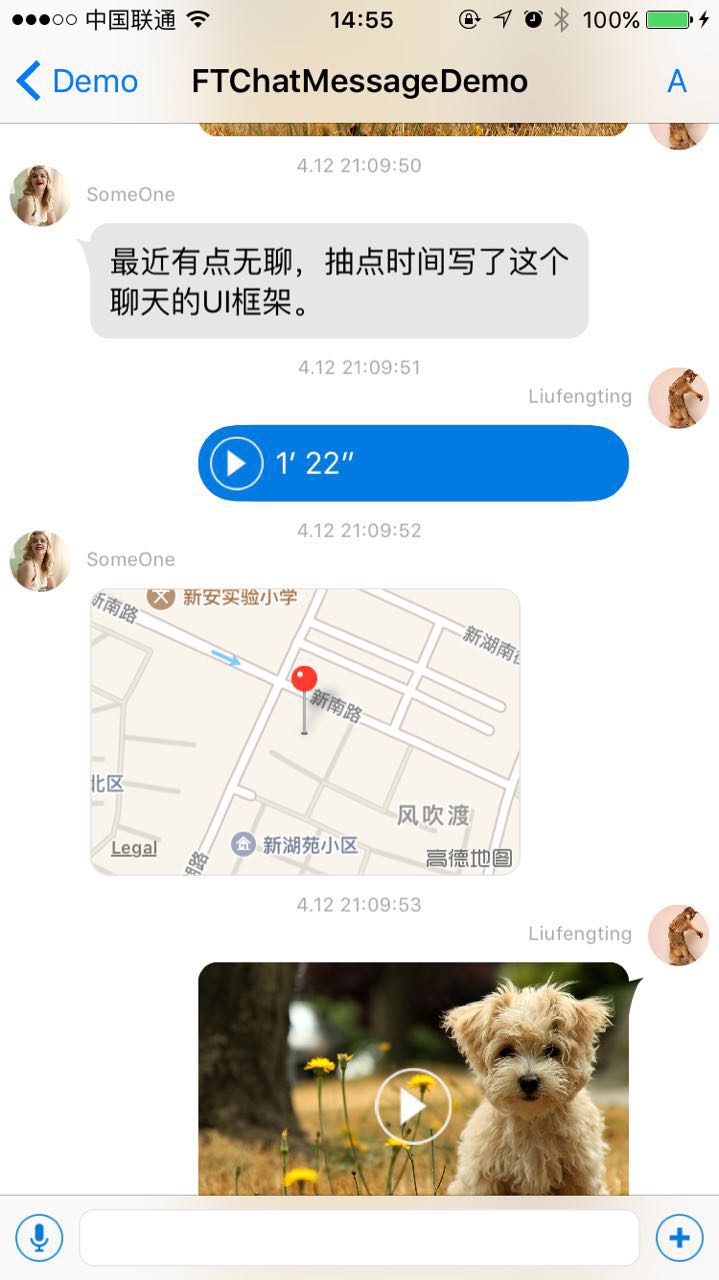 中国联通 14:55 100%
Demo FTChatMessageDemo A
4.12 21:09:50
SomeOne
最近有点无聊，抽点时间写了这个
聊天的UI框架。
4.12 21:09:51
Liufengting
1′ 22″
4.12 21:09:52
SomeOne
新安实验小学
新南路
新湖南街
新南路
北区
风吹渡
新湖苑小区
Legal
高德地图
湖路
4.12 21:09:53
Liufengting